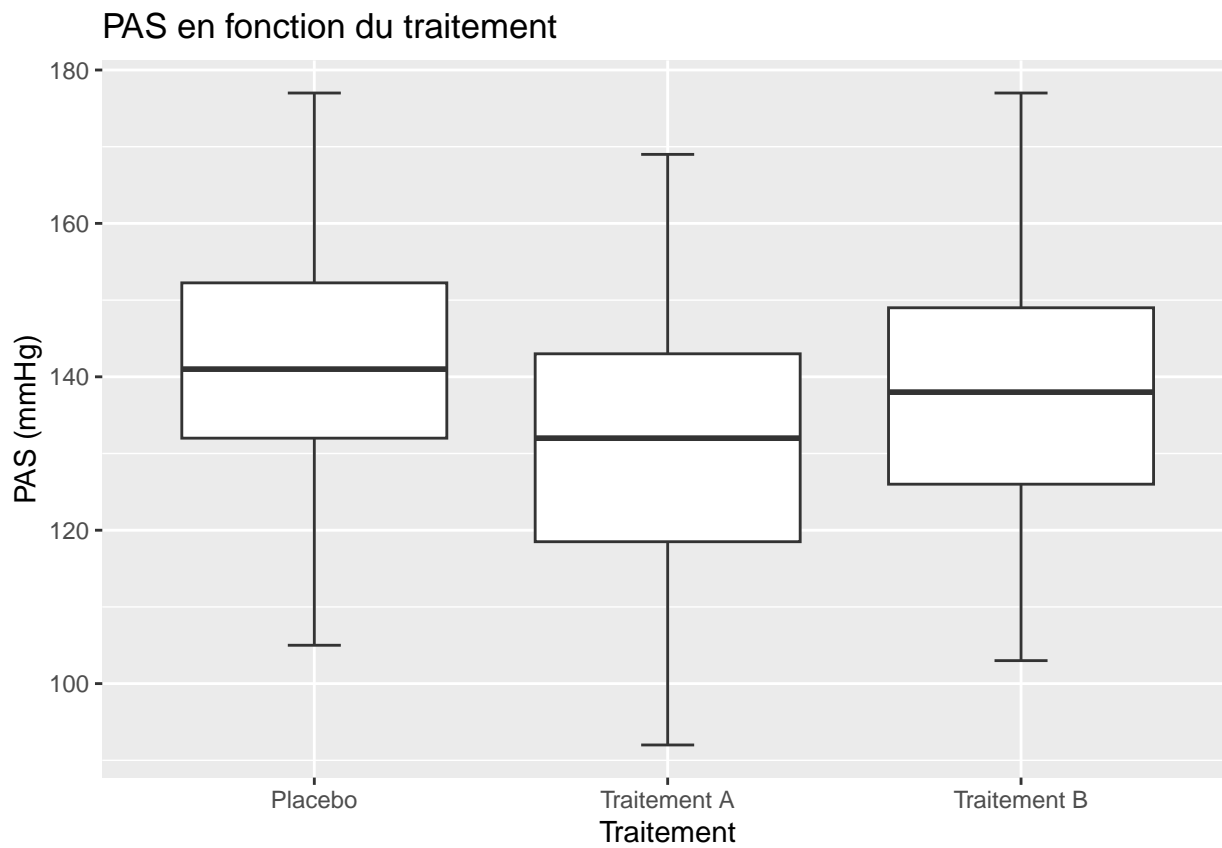 PAS en fonction du traitement
180
160
140
120
100
PAS (mmHg)
Placebo
Traitement A
Traitement B
Traitement